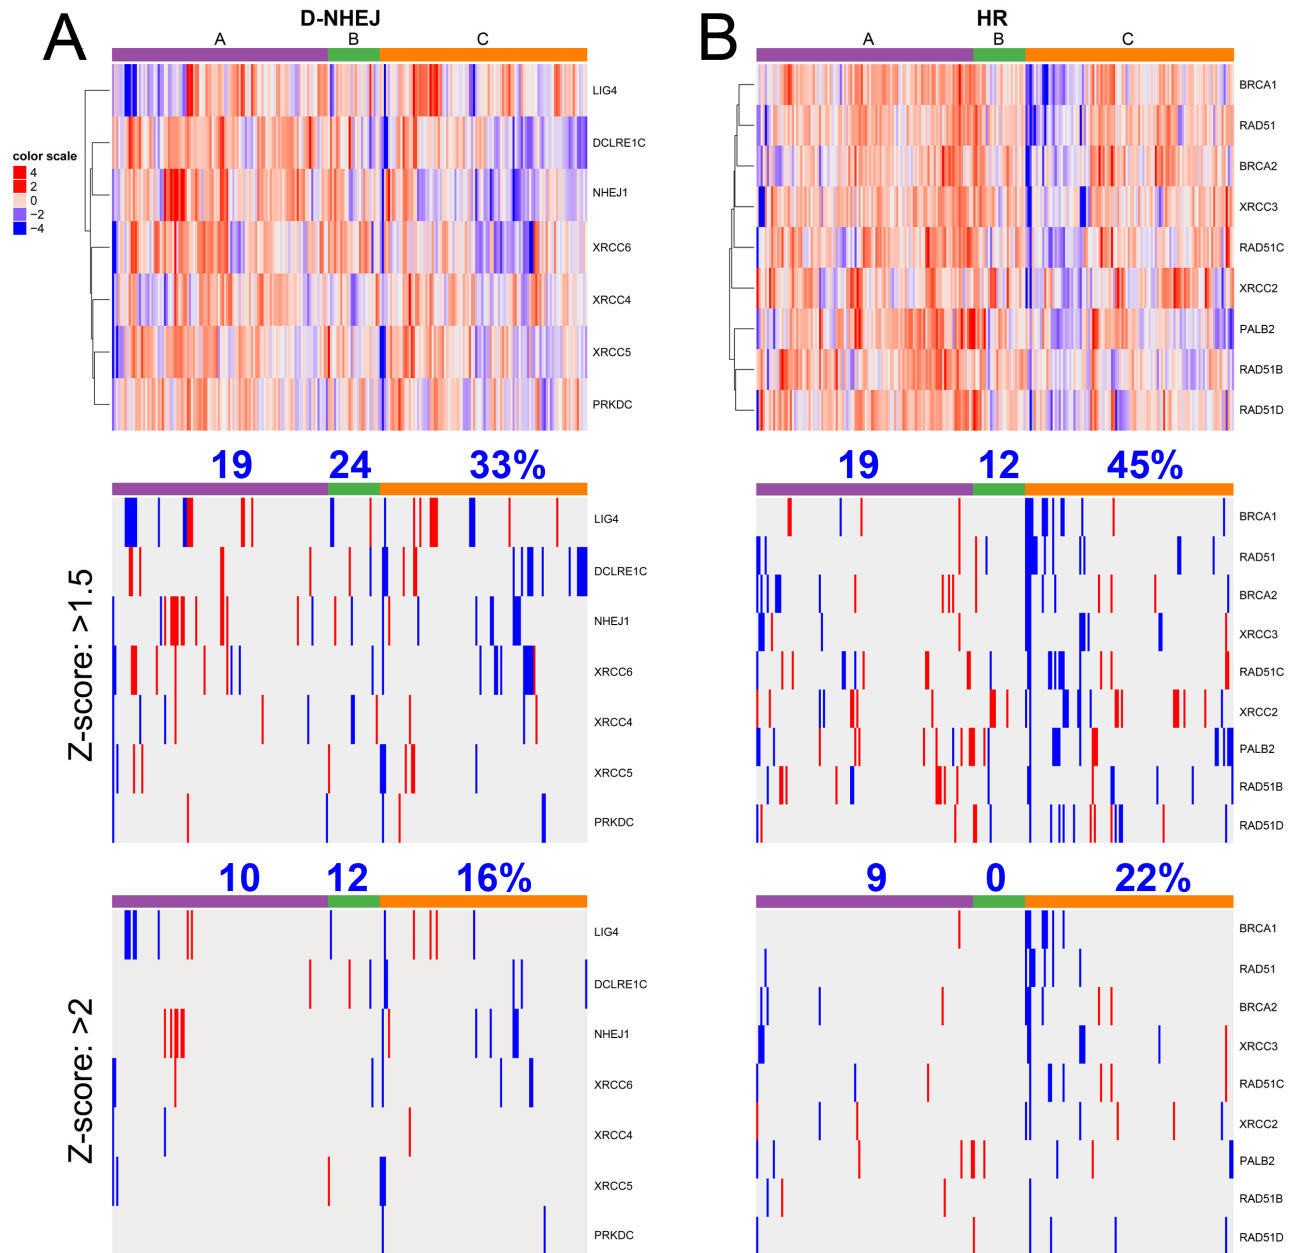 A
D-NHEJ
A B C
color scale
4
2
0
−2
−4
LIG4
DCLRE1C
NHEJ1
XRCC6
XRCC4
XRCC5
PRKDC
B
HR
A B C
BRCA1
RAD51
BRCA2
XRCC3
RAD51C
XRCC2
PALB2
RAD51B
RAD51D
Z-score: >1.5
19 24 33%
LIG4
DCLRE1C
NHEJ1
XRCC6
XRCC4
XRCC5
PRKDC
19 12 45%
BRCA1
RAD51
BRCA2
XRCC3
RAD51C
XRCC2
PALB2
RAD51B
RAD51D
Z-score: >2
10 12 16%
LIG4
DCLRE1C
NHEJ1
XRCC6
XRCC4
XRCC5
PRKDC
9 0 22%
BRCA1
RAD51
BRCA2
XRCC3
RAD51C
XRCC2
PALB2
RAD51B
RAD51D